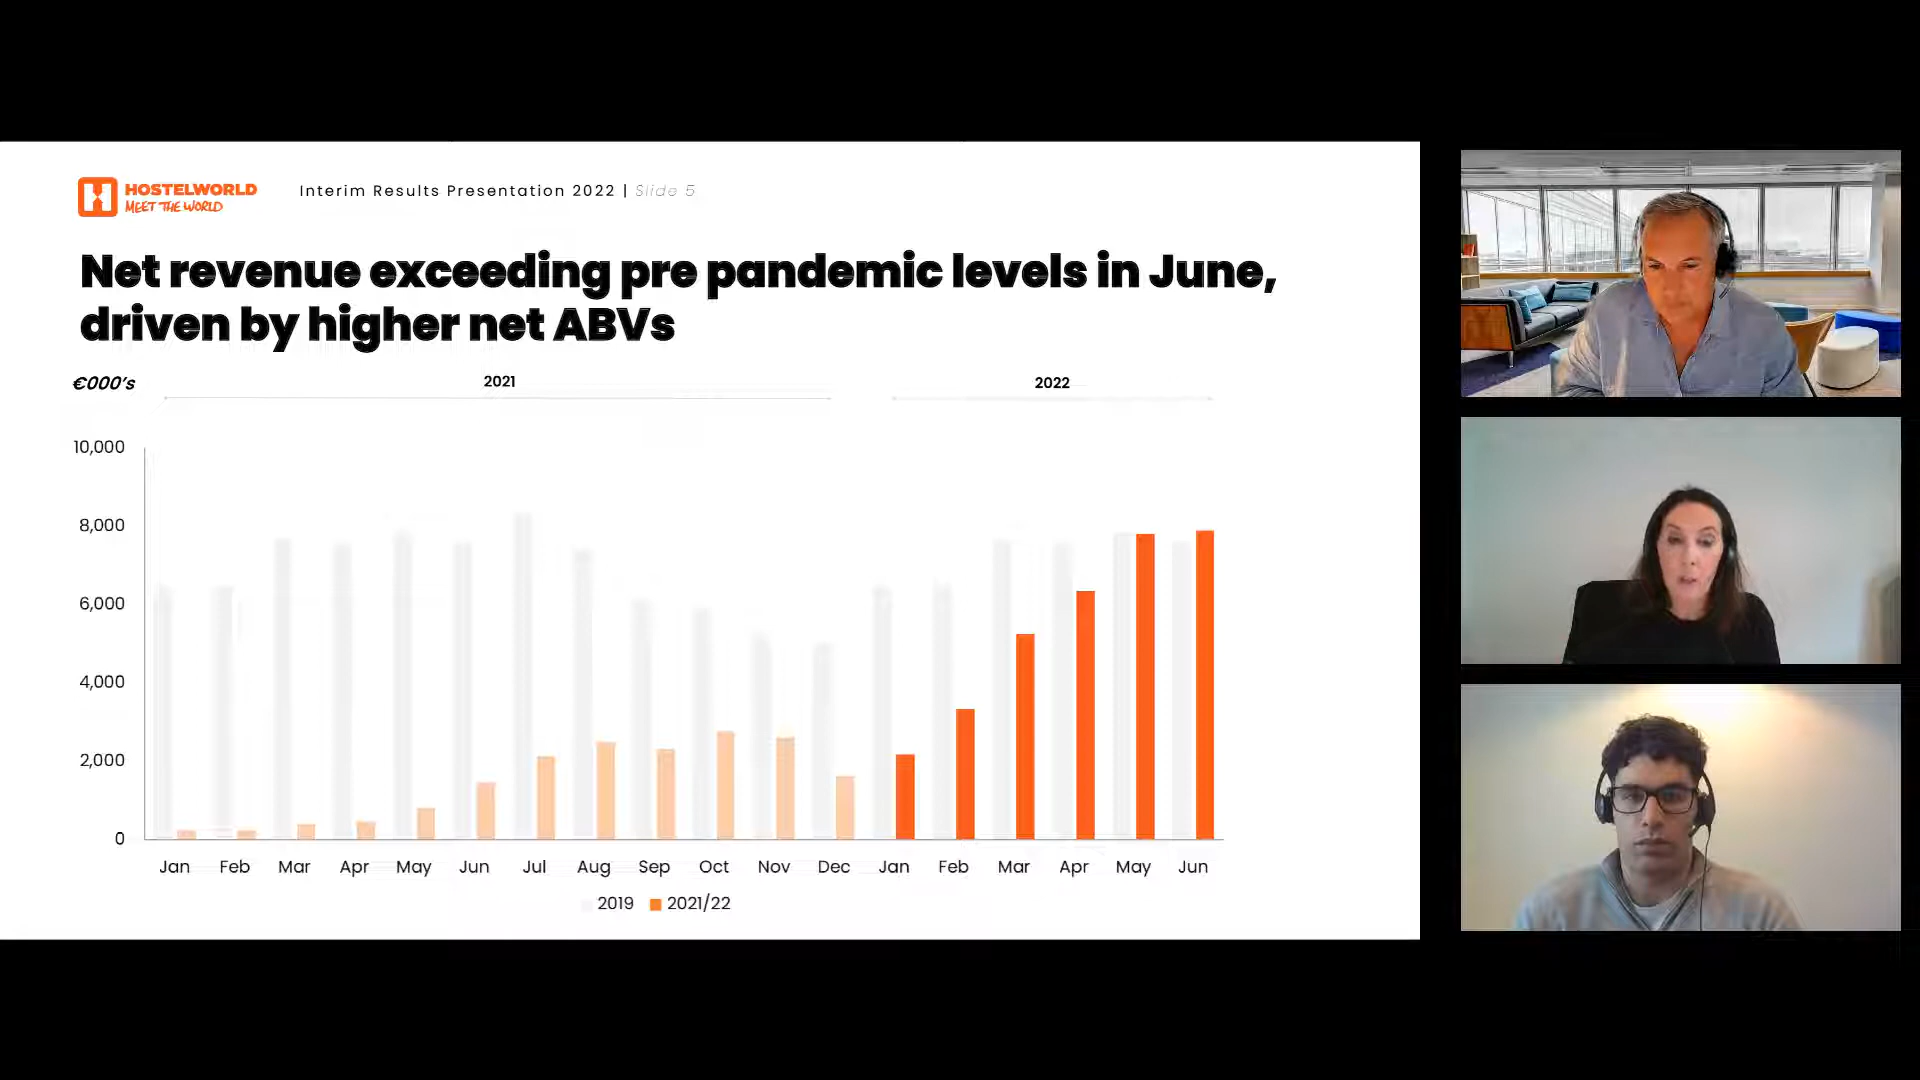 HOSTELWORLD
MEET THE WORLD
Interim Results Presentation 2022 | Slide 5
Net revenue exceeding pre pandemic levels in June,
driven by higher net ABVs
€000's
2021
2022
10,000
8,000
6,000
4,000
2,000
0
Jan Feb Mar Apr May Jun Jul Aug Sep Oct Nov Dec Jan Feb Mar Apr May Jun
2019 2021/22